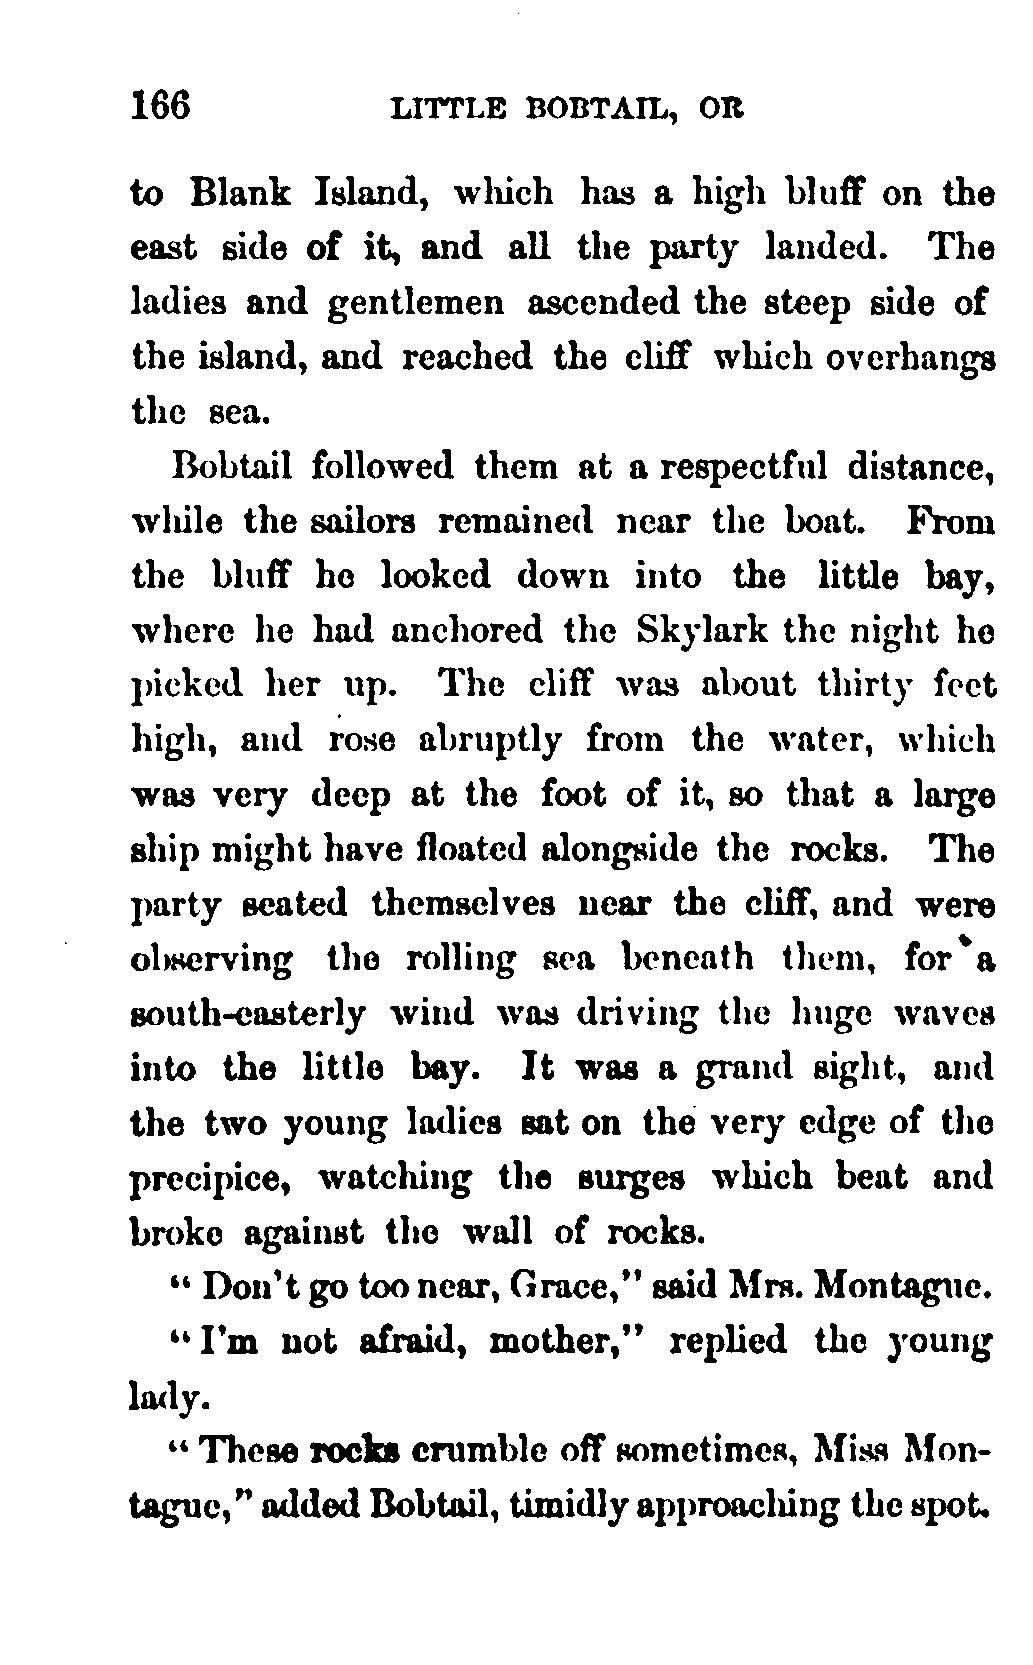 166 LITTLE BOBTAIL, OR
to Blank Island, which has a high bluff on the
east side of it, and all the party landed. The
ladies and gentlemen ascended the steep side of
the island, and reached the cliff which overhangs
the sea.
Bobtail followed them at a respectful distance,
while the sailors remained near the boat. From
the bluff he looked down into the little bay,
where he had anchored the Skylark the night he
picked her up. The cliff was about thirty feet
high, and rose abruptly from the water, which
was very deep at the foot of it, so that a large
ship might have floated alongside the rocks. The
party seated themselves near the cliff, and were
observing the rolling sea beneath them, for a
south-easterly wind was driving the huge waves
into the little bay. It was a grand sight, and
the two young ladies sat on the very edge of the
precipice, watching the surges which beat and
broke against the wall of rocks.
"Don't go too near, Grace," said Mrs. Montague.
"I'm not afraid, mother," replied the young
lady.
"These rocks crumble off sometimes, Miss Mon-
tague," added Bobtail, timidly approaching the spot.